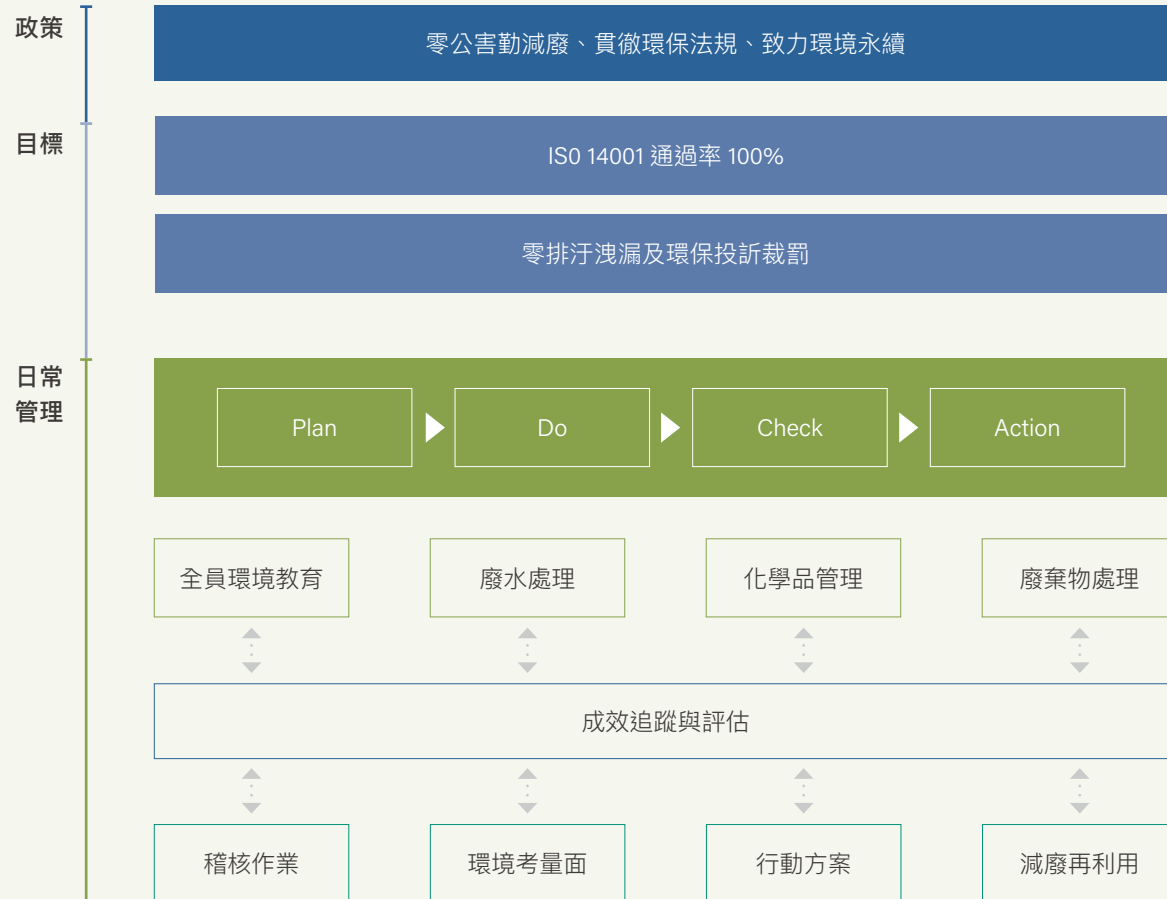 政策
零公害勤減廢、貫徹環保法規、致力環境永續
目標
IS0 14001 通過率 100%
零排汙洩漏及環保投訴裁罰
日常
管理
Plan
Do
Check
Action
全員環境教育
廢水處理
化學品管理
廢棄物處理
成效追蹤與評估
稽核作業
環境考量面
行動方案
減廢再利用